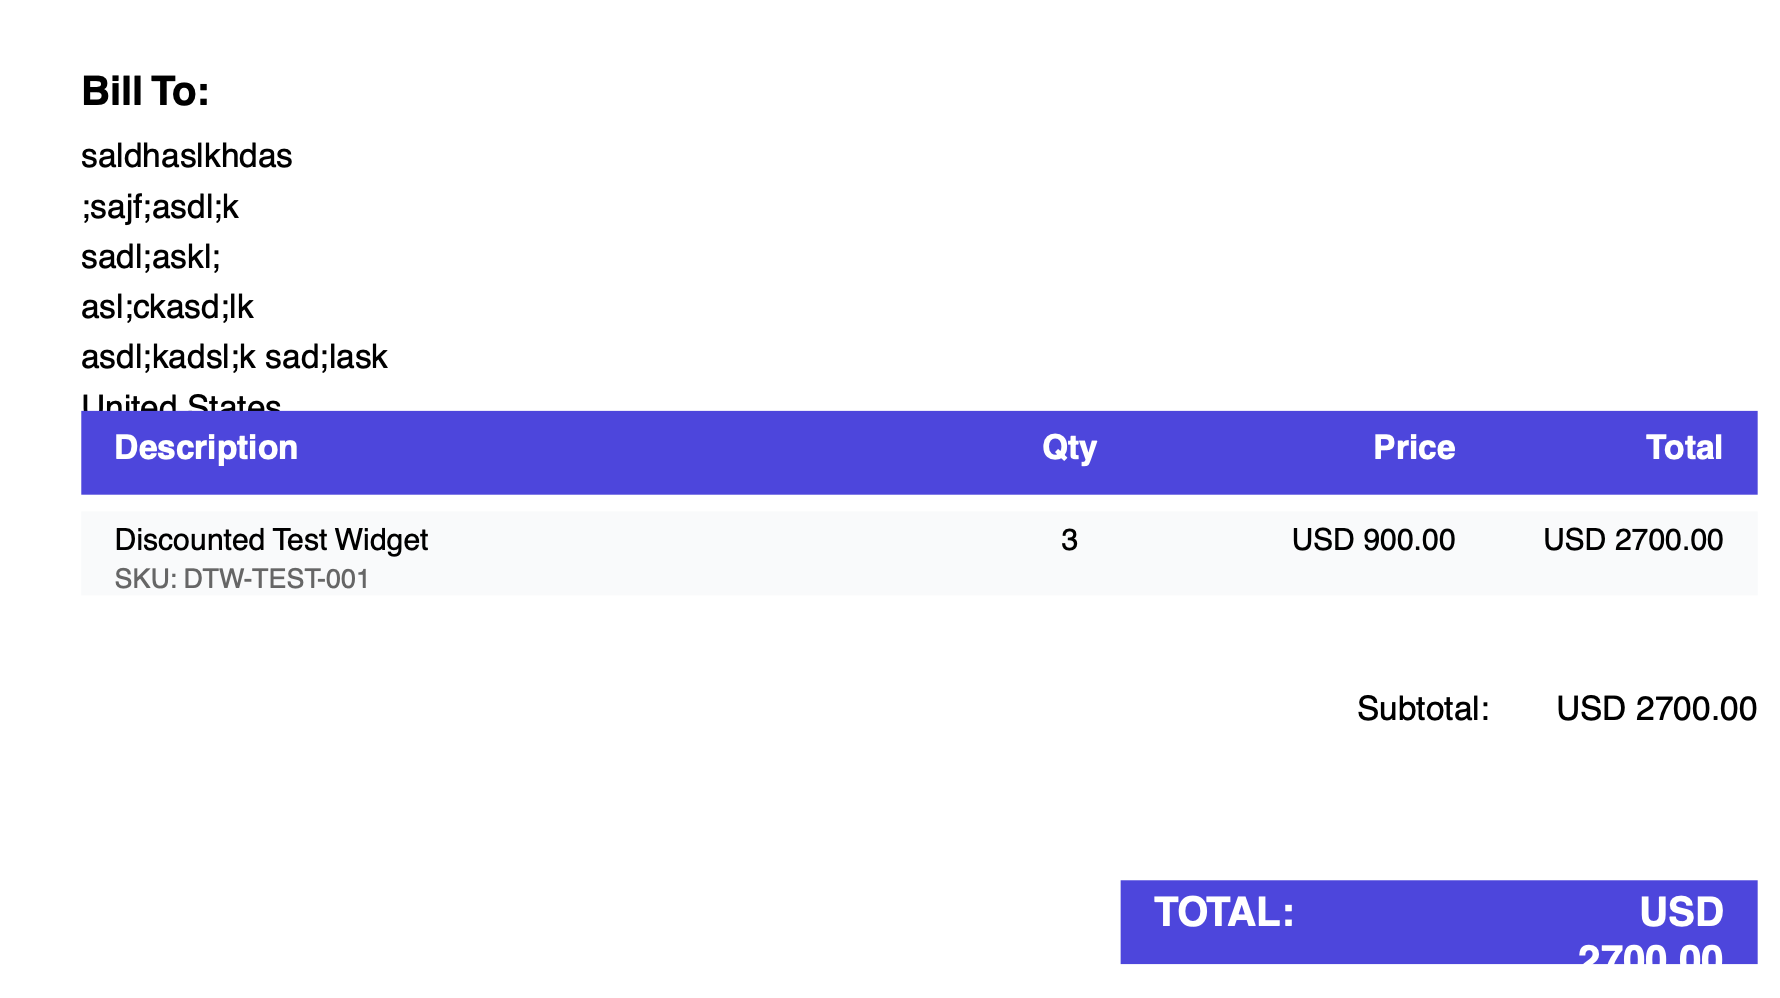 Bill To:
saldhaslkhdas
;sajf;asdl;k
sadl;askl;
asl;ckasd;lk
asdl;kadsl;k sad;lask
United States
Description Qty Price Total
Discounted Test Widget 3 USD 900.00 USD 2700.00
SKU: DTW-TEST-001
Subtotal: USD 2700.00
TOTAL: USD
2700.00